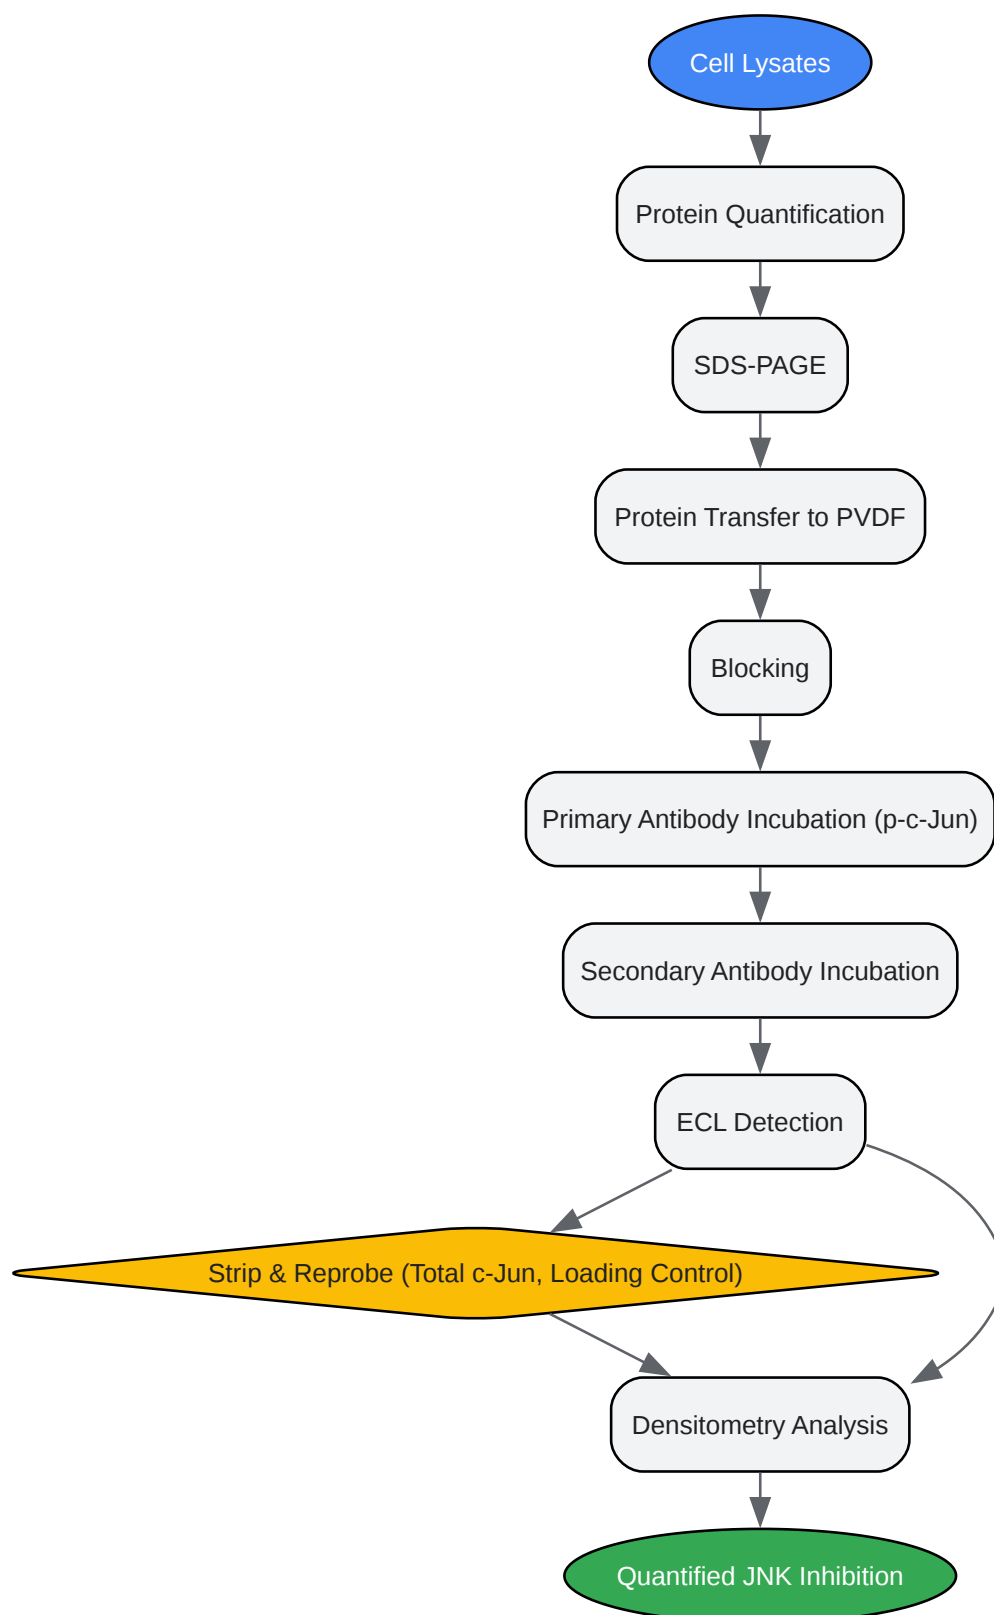 Cell Lysates
Protein Quantification
SDS-PAGE
Protein Transfer to PVDF
Blocking
Primary Antibody Incubation (p-c-Jun)
Secondary Antibody Incubation
ECL Detection
Strip & Reprobe (Total c-Jun, Loading Control)
Densitometry Analysis
Quantified JNK Inhibition